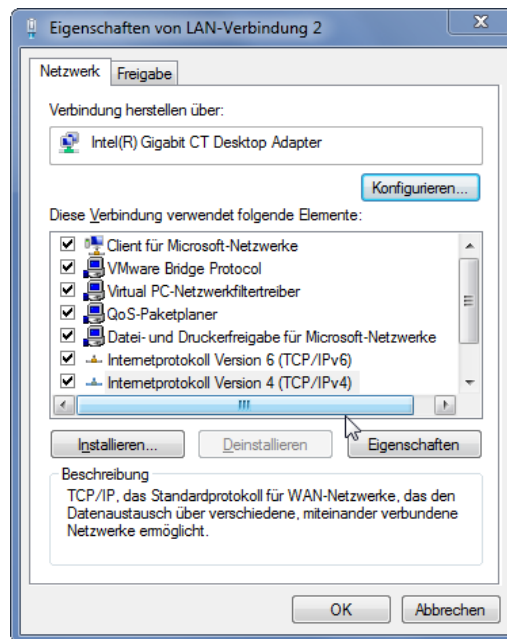 Eigenschaften von LAN-Verbindung 2
Netzwerk
Freigabe
Verbindung herstellen über:
Intel(R) Gigabit CT Desktop Adapter
Konfigurieren...
Diese Verbindung verwendet folgende Elemente:
Client für Microsoft-Netzwerke
VMware Bridge Protocol
Virtual PC-Netzwerkfiltertreiber
QoS-Paketplaner
Datei- und Druckerfreigabe für Microsoft-Netzwerke
Internetprotokoll Version 6 (TCP/IPv6)
Internetprotokoll Version 4 (TCP/IPv4)
Installieren...
Deinstallieren
Eigenschaften
Beschreibung
TCP/IP, das Standardprotokoll für WAN-Netzwerke, das den
Datenaustausch über verschiedene, miteinander verbundene
Netzwerke ermöglicht.
OK
Abbrechen